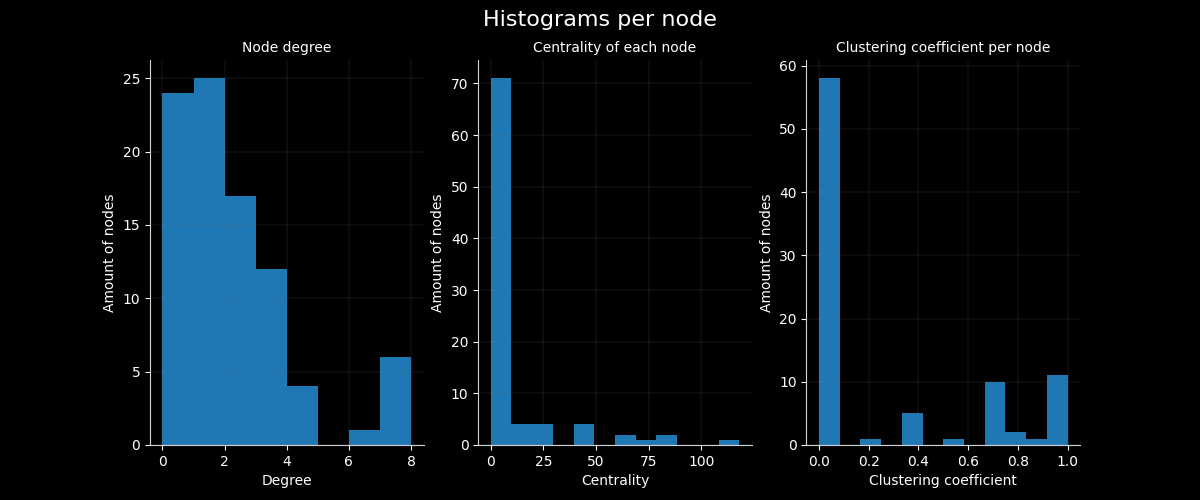 Histograms per node
Node degree
Amount of nodes
25
20
15
10
5
0
0 2 4 6 8
Degree
Centrality of each node
Amount of nodes
70
60
50
40
30
20
10
0
0 25 50 75 100
Centrality
Clustering coefficient per node
Amount of nodes
60
50
40
30
20
10
0
0.0 0.2 0.4 0.6 0.8 1.0
Clustering coefficient